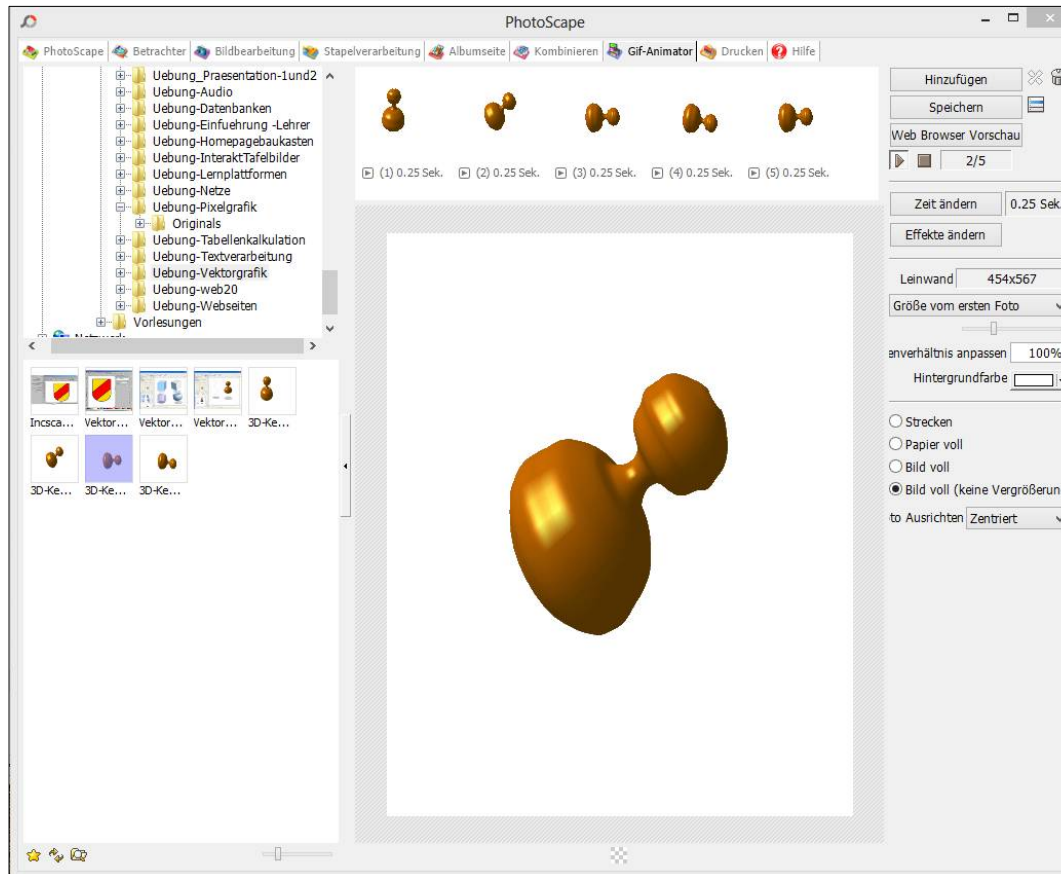 PhotoScape
PhotoScape Betrachter Bildbearbeitung Stapelverarbeitung Albumseite Kombinieren Gif-Animator Drucken Hilfe
Uebung_Praesentation-1und2
Uebung-Audio
Uebung-Datenbanken
Uebung-Einfuehrung -Lehrer
Uebung-Homepagebaukasten
Uebung-InteraktTafelbilder
Uebung-Lernplattformen
Uebung-Netze
Uebung-Pixelgrafik
Originals
Uebung-Tabellenkalkulation
Uebung-Textverarbeitung
Uebung-Vektorgrafik
Uebung-web20
Uebung-Webseiten
Vorlesungen
Incsca... Vektor... Vektor... Vektor... 3D-Ke...
3D-Ke... 3D-Ke... 3D-Ke...
(1) 0.25 Sek. (2) 0.25 Sek. (3) 0.25 Sek. (4) 0.25 Sek. (5) 0.25 Sek.
Hinzufügen
Speichern
Web Browser Vorschau
2/5
Zeit ändern 0.25 Sek.
Effekte ändern
Leinwand 454x567
Größe vom ersten Foto
enverhältnis anpassen 100%
Hintergrundfarbe
Strecken
Papier voll
Bild voll
Bild voll (keine Vergrößerun
to Ausrichten Zentriert